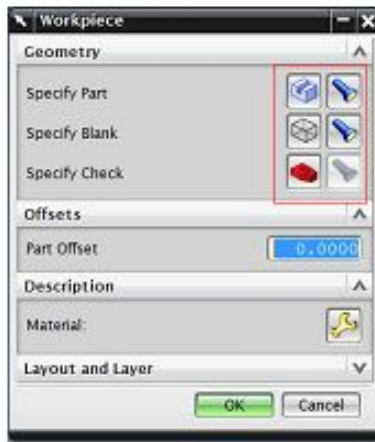 Workpiece
Geometry
Specify Part
Specify Blank
Specify Check
Offsets
Part Offset 0.0000
Description
Material:
Layout and Layer
OK Cancel